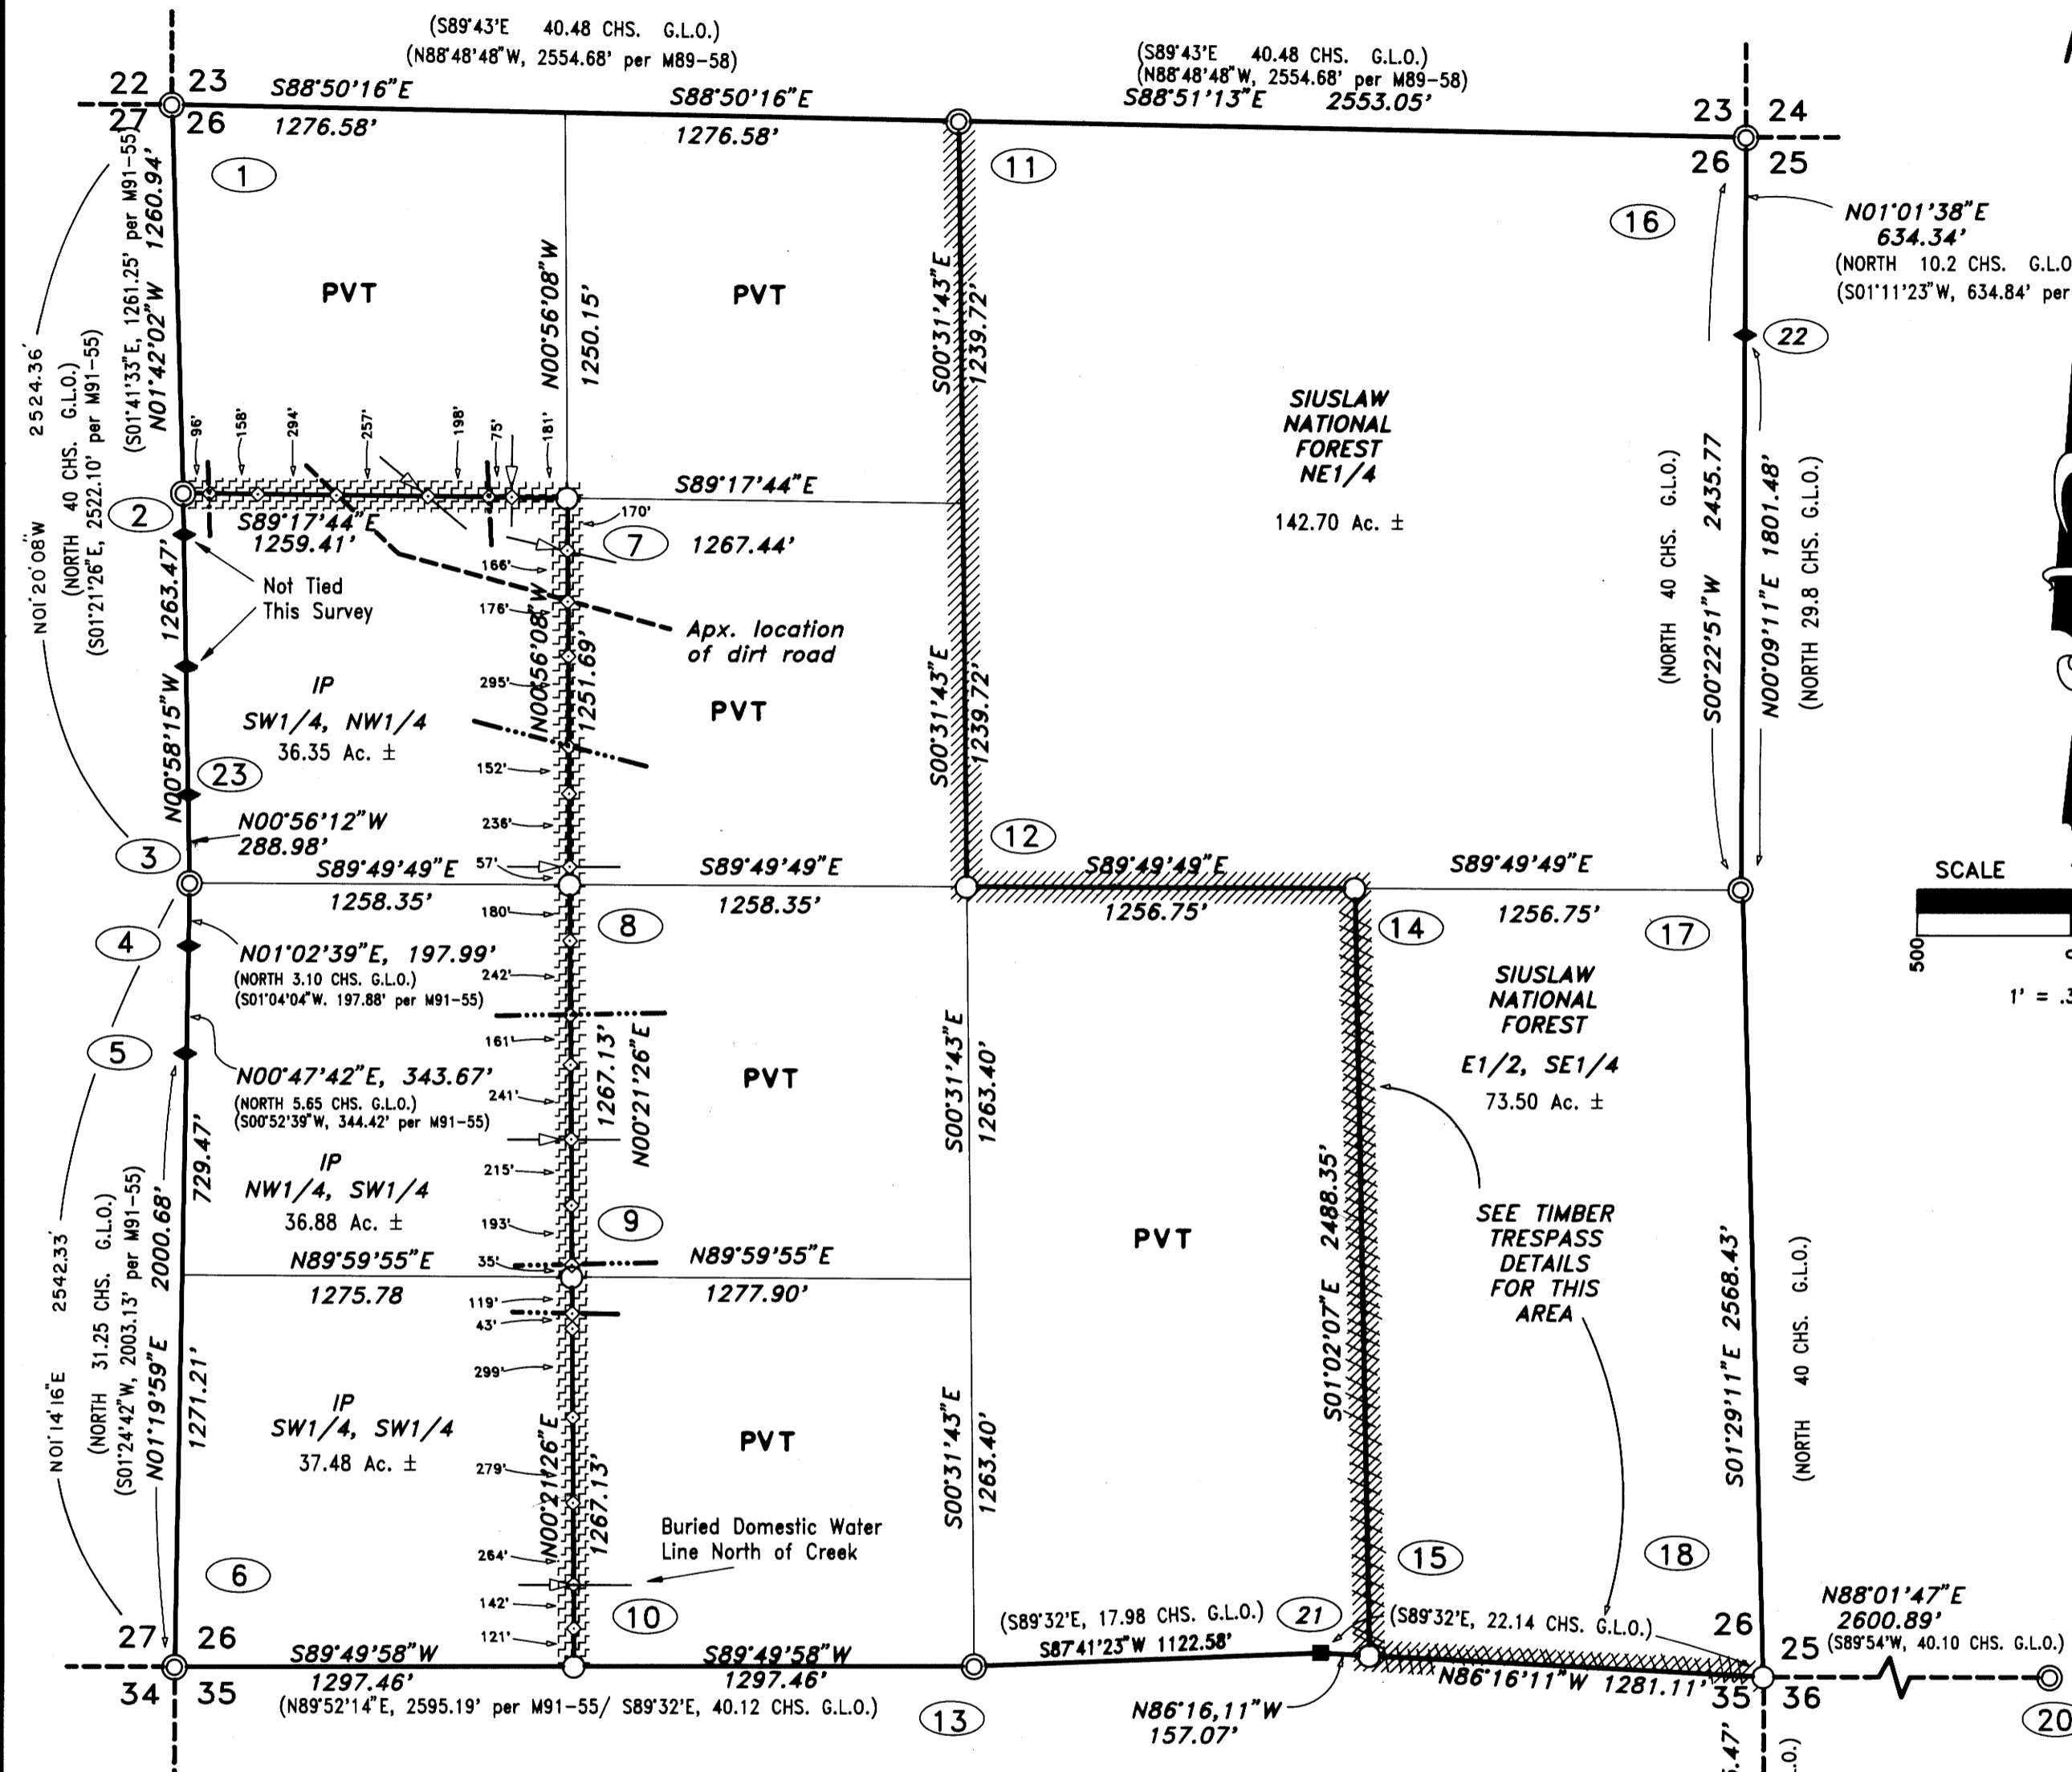 (S89°43'E 40.48 CHS. G.L.O.)
(N88°48'48"W, 2554.68' per M89-58)
(S89°43'E 40.48 CHS. G.L.O.)
(N88°48'48"W, 2554.68' per M89-58)
22 23
27 26
S88°50'16"E
1276.58'
S88°50'16"E
1276.58'
S88°51'13"E 2553.05'
23 24
26 25
1
11
16
N01°01'38"E
634.34'
(NORTH 10.2 CHS. G.L.O
(S01°11'23"W, 634.84' per
22
2524.36'
N01°20'08"W
(NORTH 40 CHS. G.L.O.)
(S01°21'26"E, 2522.10' per M91-55)
(S01°41'33"E, 1261.25' per M91-55)
N01°42'02"W 1260.94'
PVT
PVT
N00°56'08"W
1250.15'
S00°31'43"E
1239.72'
SIUSLAW
NATIONAL
FOREST
NE1/4
142.70 Ac. ±
96'
158'
294'
257'
198'
75'
181'
2
S89°17'44"E
1259.41'
S89°17'44"E
1267.44'
7
170'
166'
176'
295'
152'
236'
57'
Not Tied
This Survey
Apx. location
of dirt road
N00°58'15"W 1263.47'
IP
SW1/4, NW1/4
36.35 Ac. ±
N00°56'08"W
1251.69'
PVT
S00°31'43"E
1239.72'
(NORTH 40 CHS. G.L.O.)
S00°22'51"W 2435.77
N00°09'11"E 1801.48'
(NORTH 29.8 CHS. G.L.O.)
23
N00°56'12"W
288.98'
3
12
S89°49'49"E
1258.35'
S89°49'49"E
1258.35'
S89°49'49"E
1256.75'
S89°49'49"E
1256.75'
SCALE
500
1' = .3
4
8
14
17
N01°02'39"E, 197.99'
(NORTH 3.10 CHS. G.L.O.)
(S01°04'04"W. 197.88' per M91-55)
180'
242'
161'
241'
215'
193'
35'
5
N00°47'42"E, 343.67'
(NORTH 5.65 CHS. G.L.O.)
(S00°52'39"W, 344.42' per M91-55)
1267.13'
N00°21'26"E
PVT
S00°31'43"E
1263.40'
SIUSLAW
NATIONAL
FOREST
E1/2, SE1/4
73.50 Ac. ±
729.47'
IP
NW1/4, SW1/4
36.88 Ac. ±
9
PVT
S01°02'07"E 2488.35'
SEE TIMBER
TRESPASS
DETAILS
FOR THIS
AREA
S01°29'11"E 2568.43'
(NORTH 40 CHS. G.L.O.)
N89°59'55"E
1275.78
N89°59'55"E
1277.90'
2542.33'
N01°14'16"E
(NORTH 31.25 CHS. G.L.O.)
(S01°24'42"W, 2003.13' per M91-55)
N01°19'59"E 2000.68'
1271.21'
119'
43'
299'
279'
264'
142'
121'
IP
SW1/4, SW1/4
37.48 Ac. ±
N00°21'26"E
1267.13'
PVT
S00°31'43"E
1263.40'
Buried Domestic Water
Line North of Creek
6
10
15
18
21
(S89°32'E, 17.98 CHS. G.L.O.)
(S89°32'E, 22.14 CHS. G.L.O.)
S87°41'23"W 1122.58'
27 26
34 35
S89°49'58"W
1297.46'
S89°49'58"W
1297.46'
(N89°52'14"E, 2595.19' per M91-55/ S89°32'E, 40.12 CHS. G.L.O.)
13
N86°16,11"W
157.07'
N86°16'11"W 1281.11'
26 25
35 36
N88°01'47"E
2600.89'
(S89°54'W, 40.10 CHS. G.L.O.)
20
.47'
.O.)